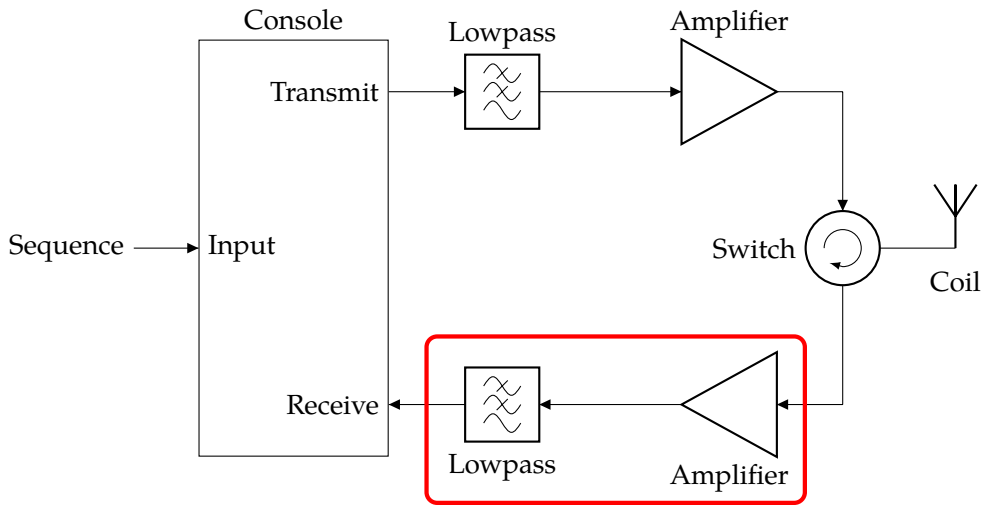 Console
Lowpass
Amplifier
Transmit
Sequence
Input
Switch
Coil
Receive
Lowpass
Amplifier